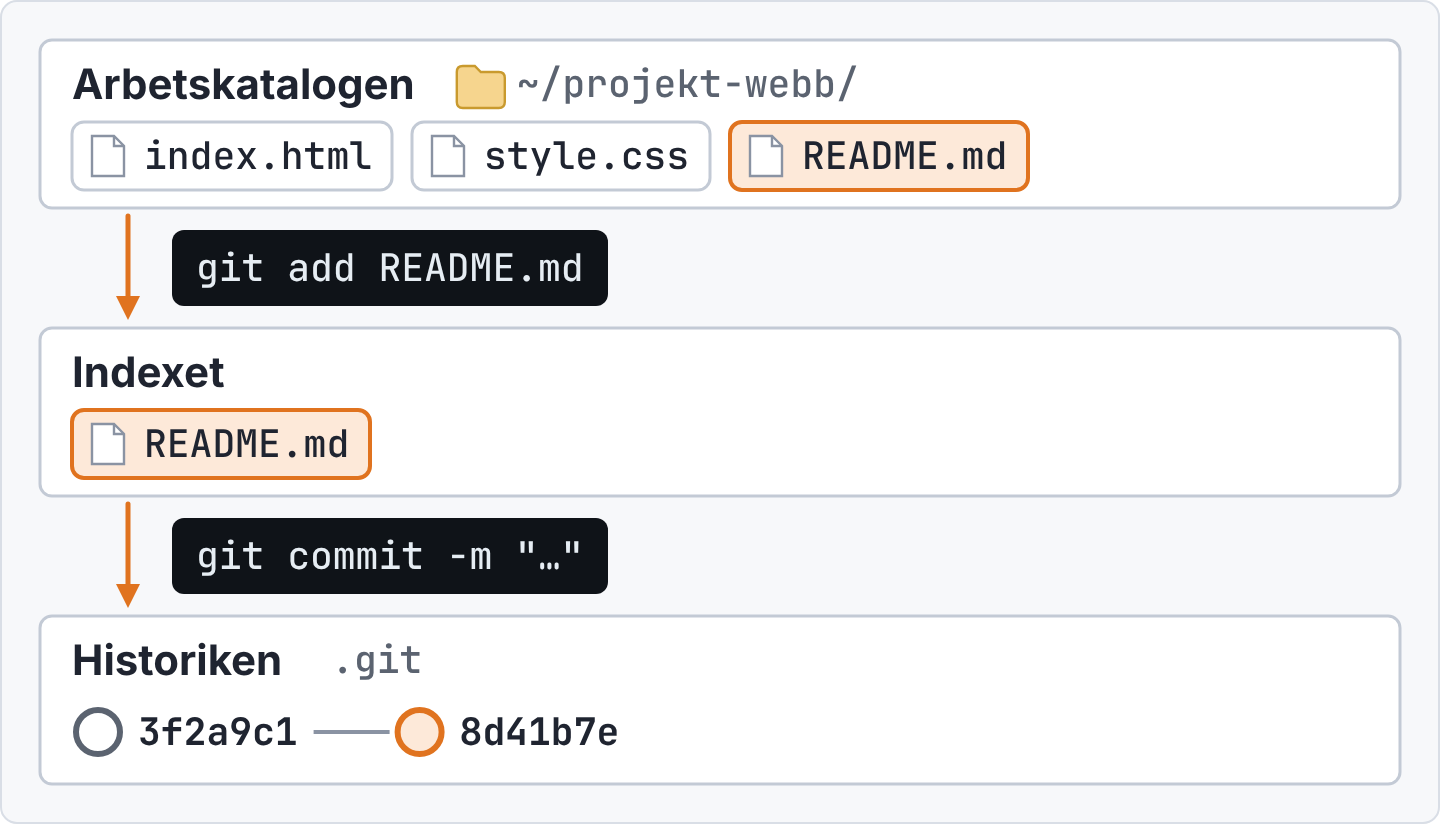 Arbetskatalogen ~/projekt-webb/
index.html style.css README.md
git add README.md
Indexet
README.md
git commit -m "…"
Historiken .git
3f2a9c1 8d41b7e